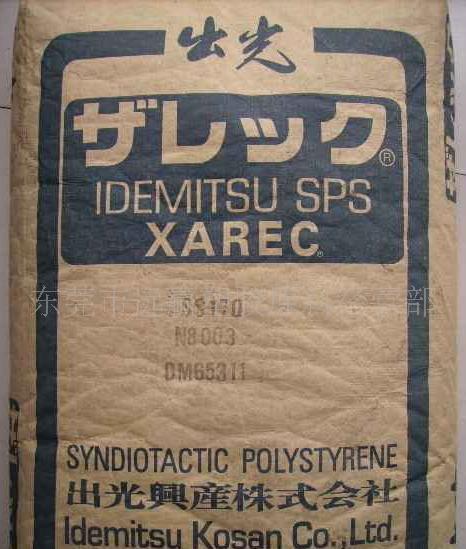 出光
ザレック®
IDEMITSU SPS
XAREC®
N8003
DM65311
SYNDIOTACTIC POLYSTYRENE
出光興産株式会社
Idemitsu Kosan Co.,Ltd.